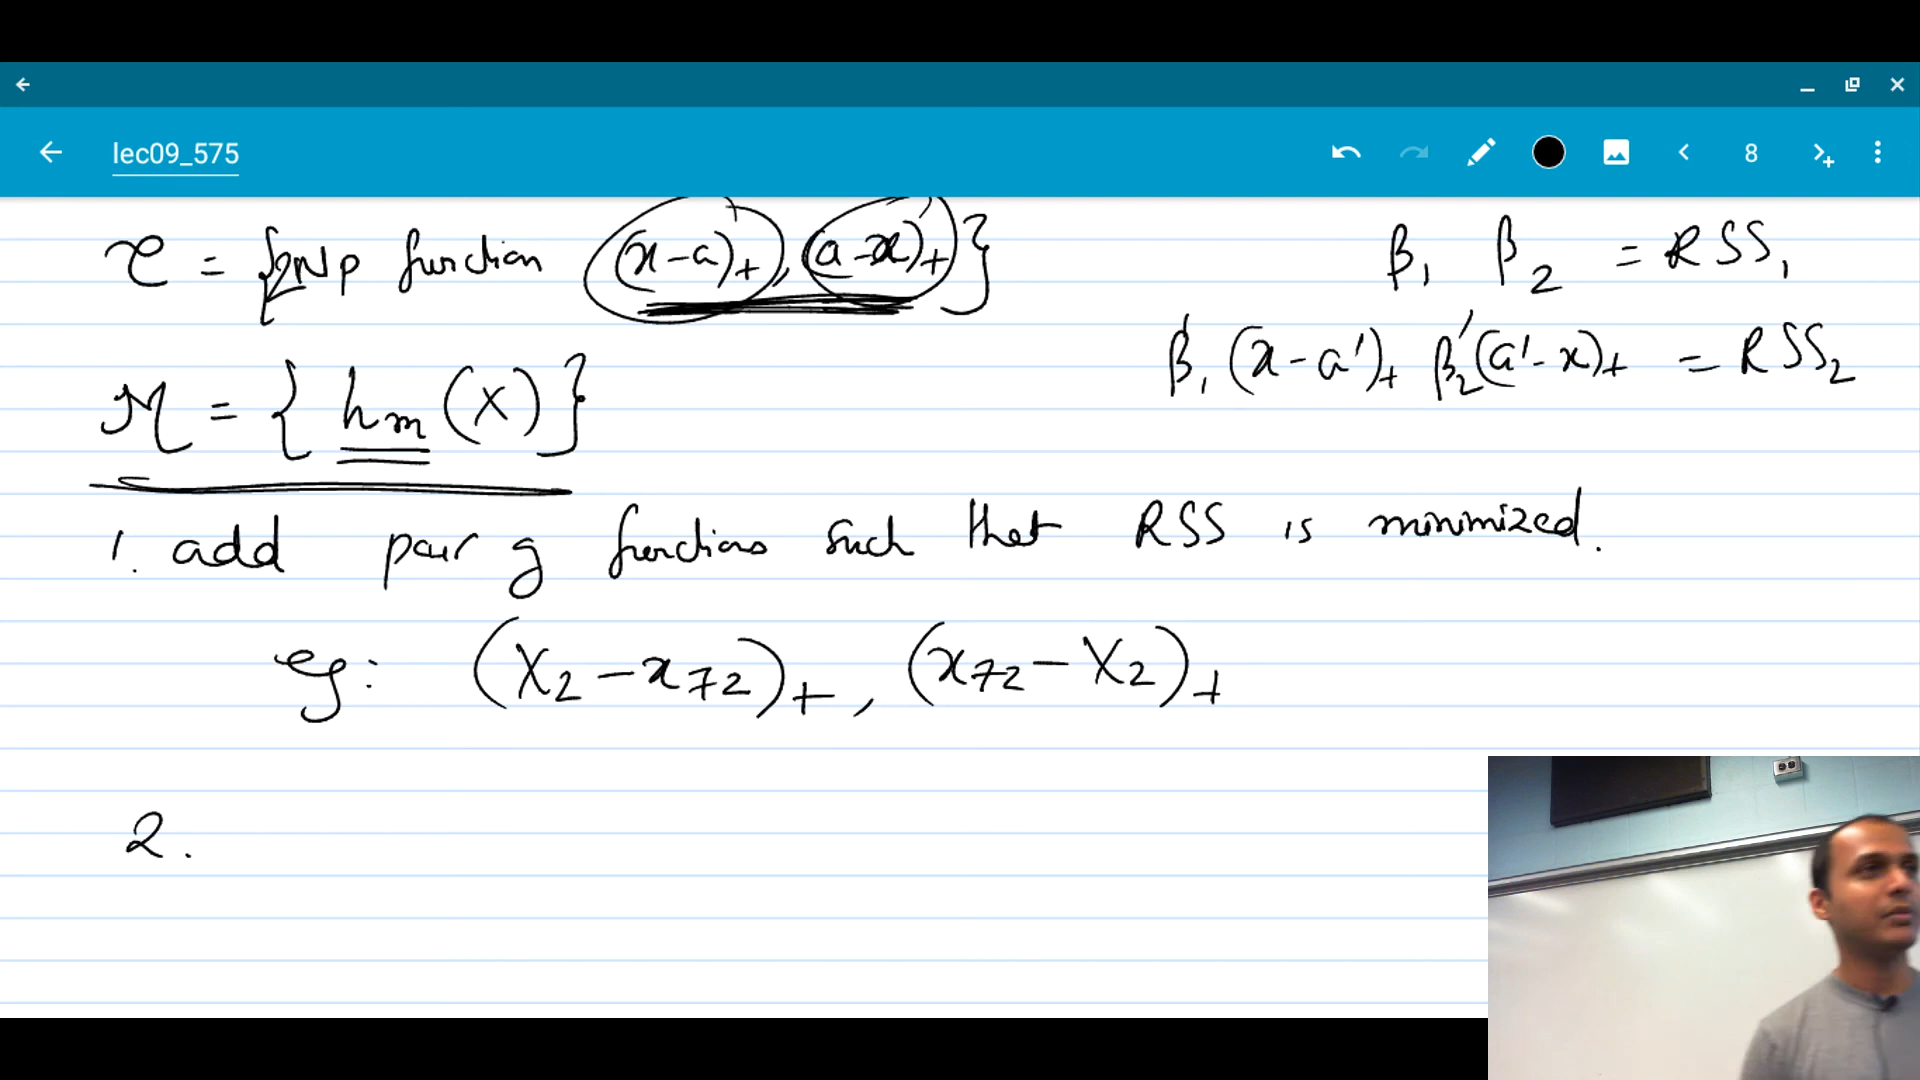 lec09_575
8
𝒞 = {2Np function (x-a)₊, (a-x)₊}
β₁ β₂ = RSS₁
β₁'(x-a')₊ β₂'(a'-x)₊ = RSS₂
ℳ = {hₘ(X)}
1. add pair of functions such that RSS is minimized.
eg: (X₂-x₇₂)₊, (x₇₂-X₂)₊
2.